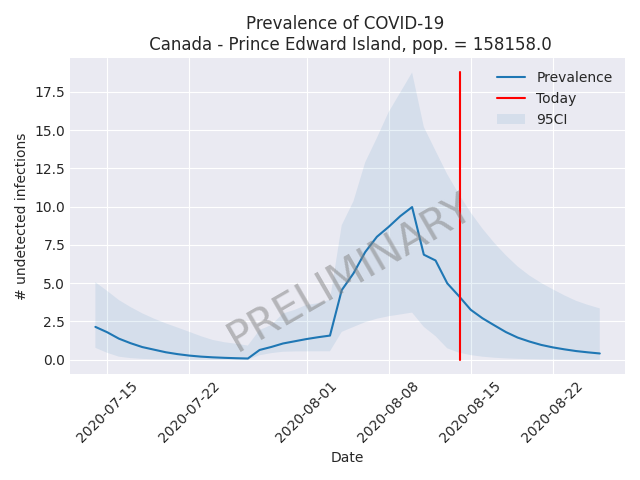 Prevalence of COVID-19
Canada - Prince Edward Island, pop. = 158158.0
Prevalence
Today
95CI
17.5
15.0
12.5
10.0
7.5
5.0
2.5
0.0
# undetected infections
PRELIMINARY
2020-07-15
2020-07-22
2020-08-01
2020-08-08
2020-08-15
2020-08-22
Date